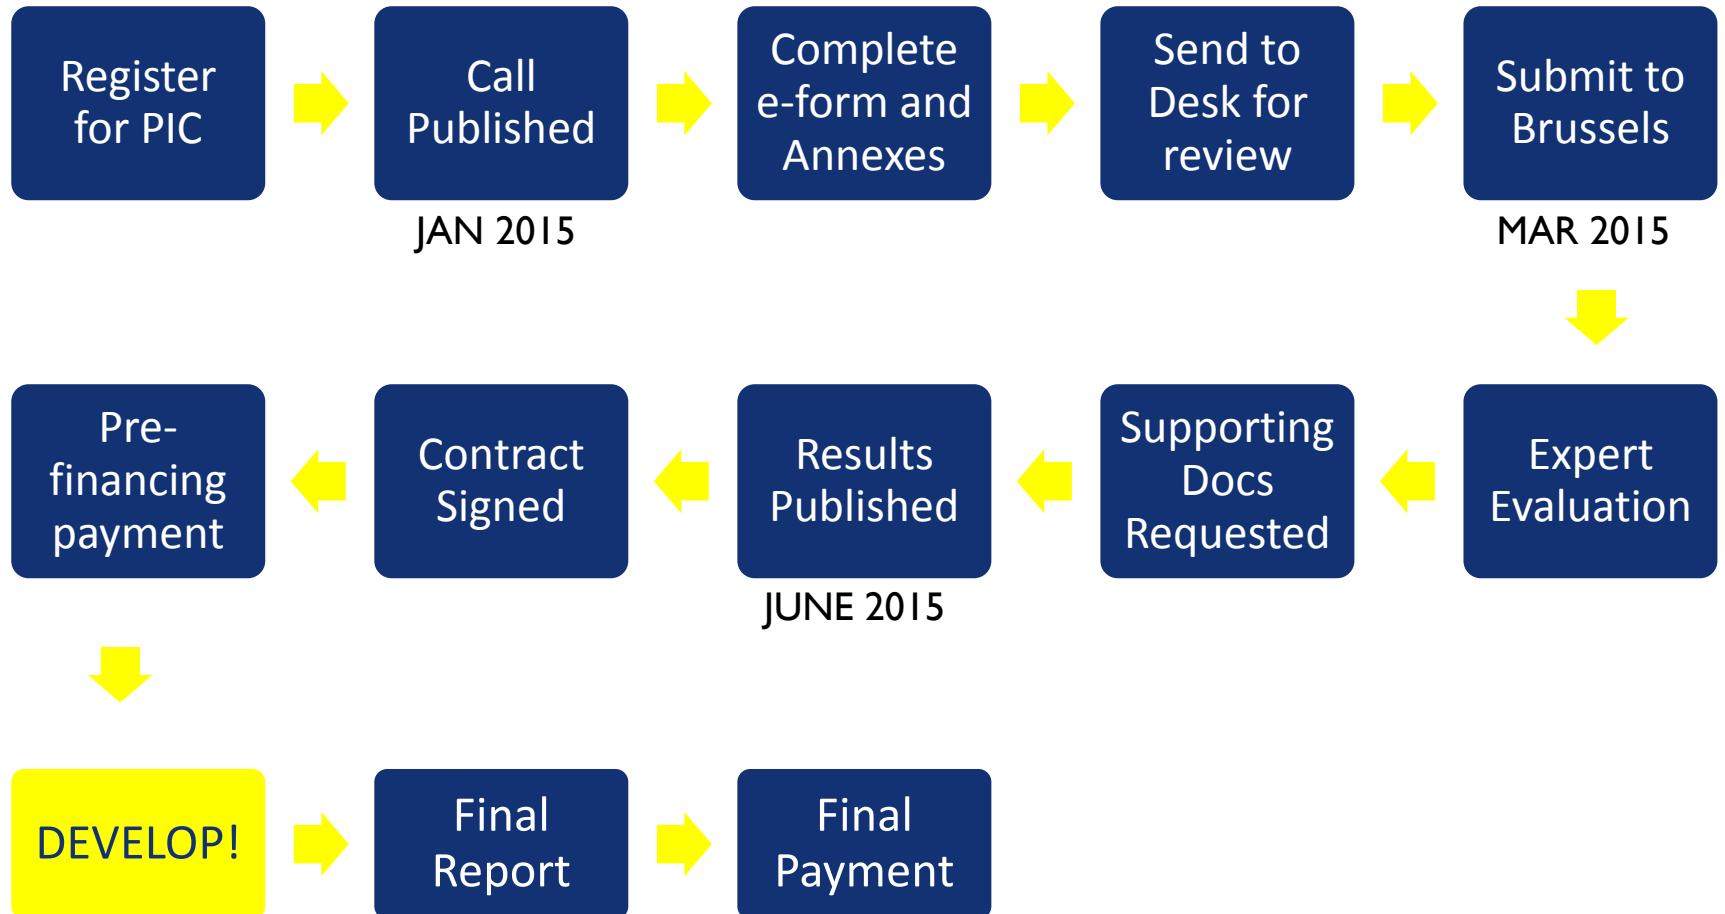 Register
for PIC
Call
Published
JAN 2015
Complete
e-form and
Annexes
Send to
Desk for
review
Submit to
Brussels
MAR 2015
Expert
Evaluation
Supporting
Docs
Requested
Results
Published
JUNE 2015
Contract
Signed
Pre-
financing
payment
DEVELOP!
Final
Report
Final
Payment